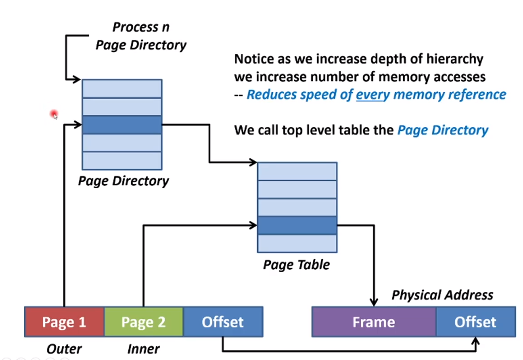 Process n
Page Directory
Notice as we increase depth of hierarchy
we increase number of memory accesses
-- Reduces speed of every memory reference
We call top level table the Page Directory
Page Directory
Page Table
Physical Address
Page 1
Page 2
Offset
Frame
Offset
Outer
Inner